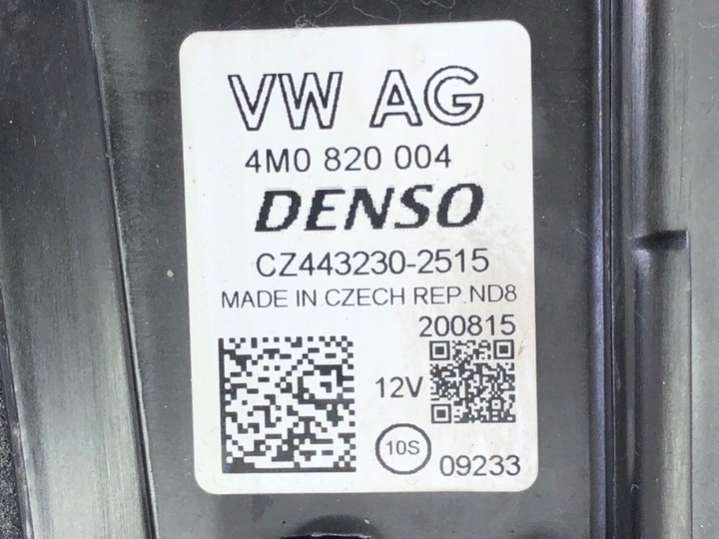 VW AG
4M0 820 004
DENSO
CZ443230-2515
MADE IN CZECH REP.ND8
200815
12V
10S
09233